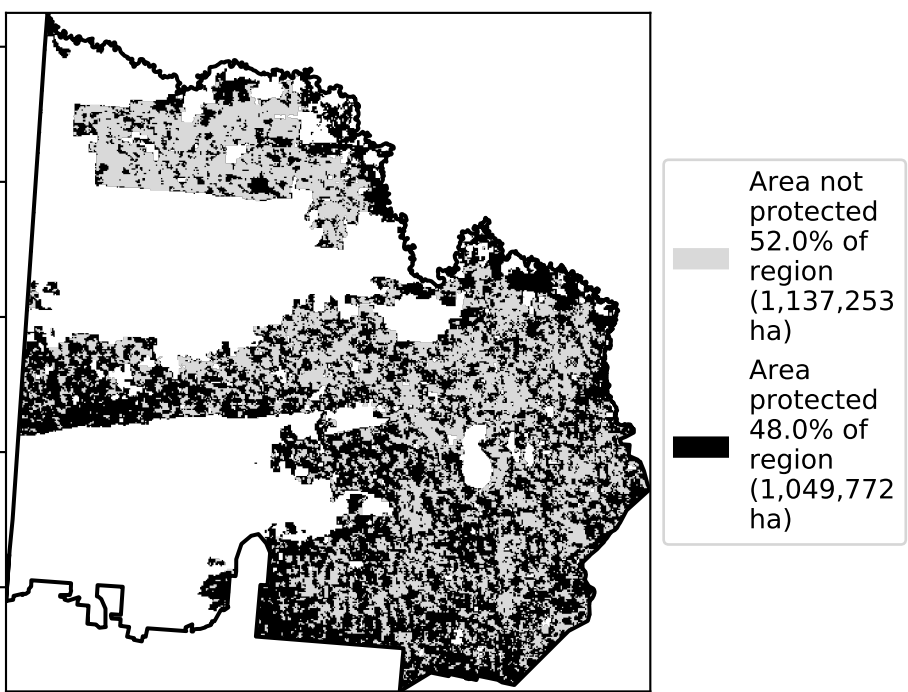 Area not
protected
52.0% of
region
(1,137,253
ha)
Area
protected
48.0% of
region
(1,049,772
ha)